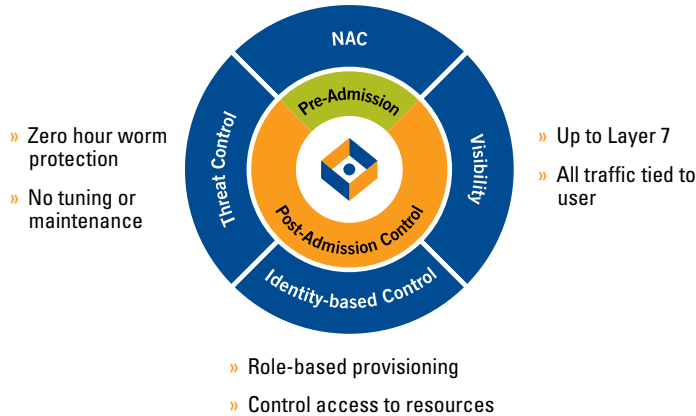 NAC
Pre-Admission
Threat Control
Visibility
Post-Admission Control
Identity-based Control
» Zero hour worm
protection
» No tuning or
maintenance
» Up to Layer 7
» All traffic tied to
user
» Role-based provisioning
» Control access to resources